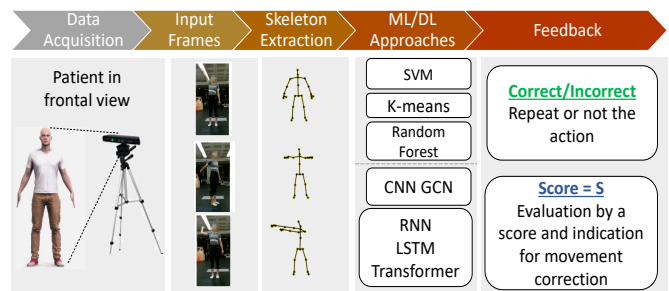 Data
Acquisition
Input
Frames
Skeleton
Extraction
ML/DL
Approaches
Feedback
Patient in
frontal view
SVM
K-means
Random
Forest
CNN GCN
RNN
LSTM
Transformer
Correct/Incorrect
Repeat or not the
action
Score = S
Evaluation by a
score and indication
for movement
correction